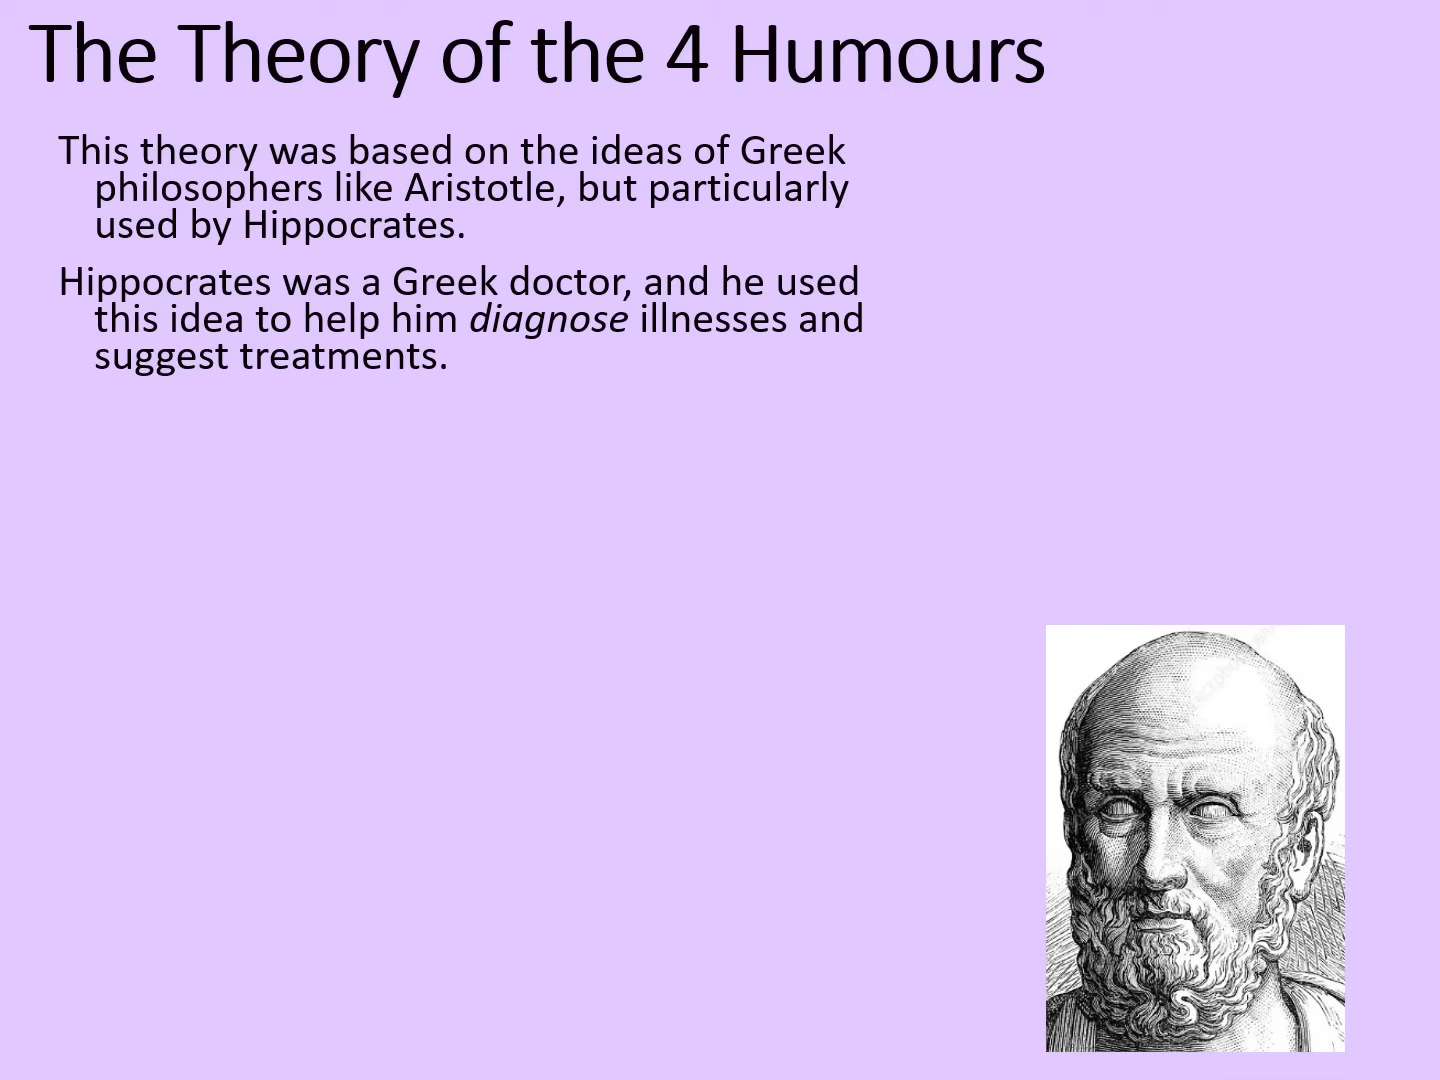 The Theory of the 4 Humours
This theory was based on the ideas of Greek
philosophers like Aristotle, but particularly
used by Hippocrates.
Hippocrates was a Greek doctor, and he used
this idea to help him diagnose illnesses and
suggest treatments.